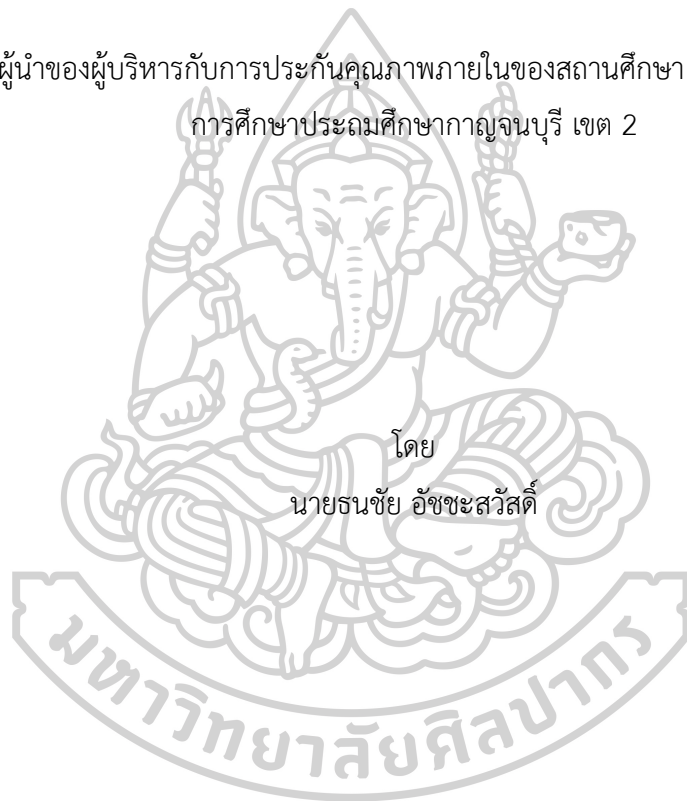 ผู้นำของผู้บริหารกับการประกันคุณภาพภายในของสถานศึกษา
การศึกษาประถมศึกษากาญจนบุรี เขต 2
โดย
นายธนชัย อัชชะสวัสดิ์
มหาวิทยาลัยศิลปากร